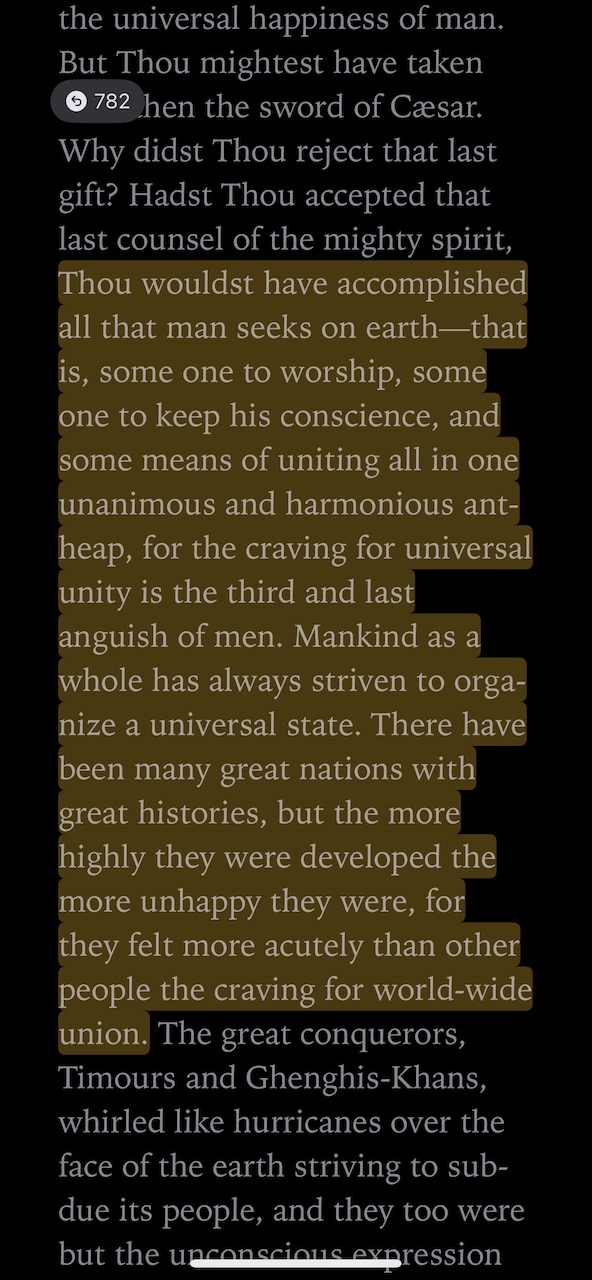 the universal happiness of man.
But Thou mightest have taken
782
then the sword of Cæsar.
Why didst Thou reject that last
gift? Hadst Thou accepted that
last counsel of the mighty spirit,
Thou wouldst have accomplished
all that man seeks on earth—that
is, some one to worship, some
one to keep his conscience, and
some means of uniting all in one
unanimous and harmonious ant-
heap, for the craving for universal
unity is the third and last
anguish of men. Mankind as a
whole has always striven to orga-
nize a universal state. There have
been many great nations with
great histories, but the more
highly they were developed the
more unhappy they were, for
they felt more acutely than other
people the craving for world-wide
union. The great conquerors,
Timours and Ghenghis-Khans,
whirled like hurricanes over the
face of the earth striving to sub-
due its people, and they too were
but the unconscious expression